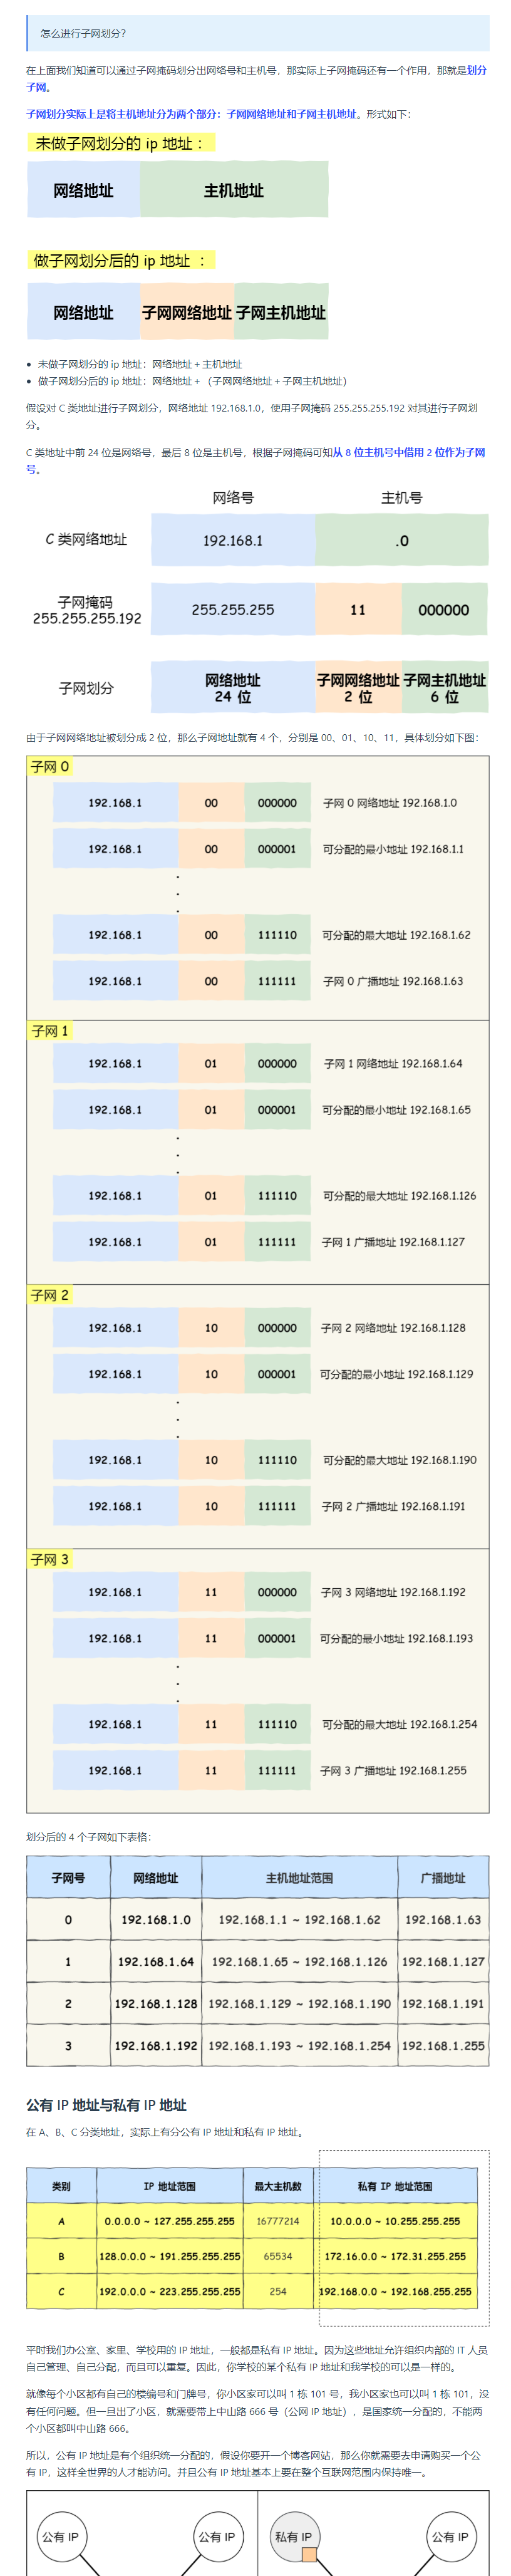 怎么进行子网划分？
在上面我们知道可以通过子网掩码划分出网络号和主机号，那实际上子网掩码还有一个作用，那就是划分
子网。
子网划分实际上是将主机地址分为两个部分：子网网络地址和子网主机地址。形式如下：
未做子网划分的 ip 地址：
网络地址 主机地址
做子网划分后的 ip 地址 ：
网络地址 子网网络地址 子网主机地址
未做子网划分的 ip 地址：网络地址＋主机地址
做子网划分后的 ip 地址：网络地址＋（子网网络地址＋子网主机地址）
假设对 C 类地址进行子网划分，网络地址 192.168.1.0，使用子网掩码 255.255.255.192 对其进行子网划
分。
C 类地址中前 24 位是网络号，最后 8 位是主机号，根据子网掩码可知从 8 位主机号中借用 2 位作为子网
号。
网络号 主机号
C 类网络地址 192.168.1 .0
子网掩码
255.255.255.192 255.255.255 11 000000
子网划分 网络地址 24 位 子网网络地址 2 位 子网主机地址 6 位
由于子网网络地址被划分成 2 位，那么子网地址就有 4 个，分别是 00、01、10、11，具体划分如下图：
子网 0
192.168.1 00 000000 子网 0 网络地址 192.168.1.0
192.168.1 00 000001 可分配的最小地址 192.168.1.1
192.168.1 00 111110 可分配的最大地址 192.168.1.62
192.168.1 00 111111 子网 0 广播地址 192.168.1.63
子网 1
192.168.1 01 000000 子网 1 网络地址 192.168.1.64
192.168.1 01 000001 可分配的最小地址 192.168.1.65
192.168.1 01 111110 可分配的最大地址 192.168.1.126
192.168.1 01 111111 子网 1 广播地址 192.168.1.127
子网 2
192.168.1 10 000000 子网 2 网络地址 192.168.1.128
192.168.1 10 000001 可分配的最小地址 192.168.1.129
192.168.1 10 111110 可分配的最大地址 192.168.1.190
192.168.1 10 111111 子网 2 广播地址 192.168.1.191
子网 3
192.168.1 11 000000 子网 3 网络地址 192.168.1.192
192.168.1 11 000001 可分配的最小地址 192.168.1.193
192.168.1 11 111110 可分配的最大地址 192.168.1.254
192.168.1 11 111111 子网 3 广播地址 192.168.1.255
划分后的 4 个子网如下表格：
子网号 网络地址 主机地址范围 广播地址
0 192.168.1.0 192.168.1.1 ~ 192.168.1.62 192.168.1.63
1 192.168.1.64 192.168.1.65 ~ 192.168.1.126 192.168.1.127
2 192.168.1.128 192.168.1.129 ~ 192.168.1.190 192.168.1.191
3 192.168.1.192 192.168.1.193 ~ 192.168.1.254 192.168.1.255
公有 IP 地址与私有 IP 地址
在 A、B、C 分类地址，实际上有分公有 IP 地址和私有 IP 地址。
类别 IP 地址范围 最大主机数 私有 IP 地址范围
A 0.0.0.0 ~ 127.255.255.255 16777214 10.0.0.0 ~ 10.255.255.255
B 128.0.0.0 ~ 191.255.255.255 65534 172.16.0.0 ~ 172.31.255.255
C 192.0.0.0 ~ 223.255.255.255 254 192.168.0.0 ~ 192.168.255.255
平时我们办公室、家里、学校用的 IP 地址，一般都是私有 IP 地址。因为这些地址允许组织内部的 IT 人员
自己管理、自己分配，而且可以重复。因此，你学校的某个私有 IP 地址和我学校的可以是一样的。
就像每个小区都有自己的楼编号和门牌号，你小区家可以叫 1 栋 101 号，我小区家也可以叫 1 栋 101，没
有任何问题。但一旦出了小区，就需要带上中山路 666 号（公网 IP 地址），是国家统一分配的，不能两
个小区都叫中山路 666。
所以，公有 IP 地址是有个组织统一分配的，假设你要开一个博客网站，那么你就需要去申请购买一个公
有 IP，这样全世界的人才能访问。并且公有 IP 地址基本上要在整个互联网范围内保持唯一。
公有 IP 公有 IP 私有 IP 公有 IP